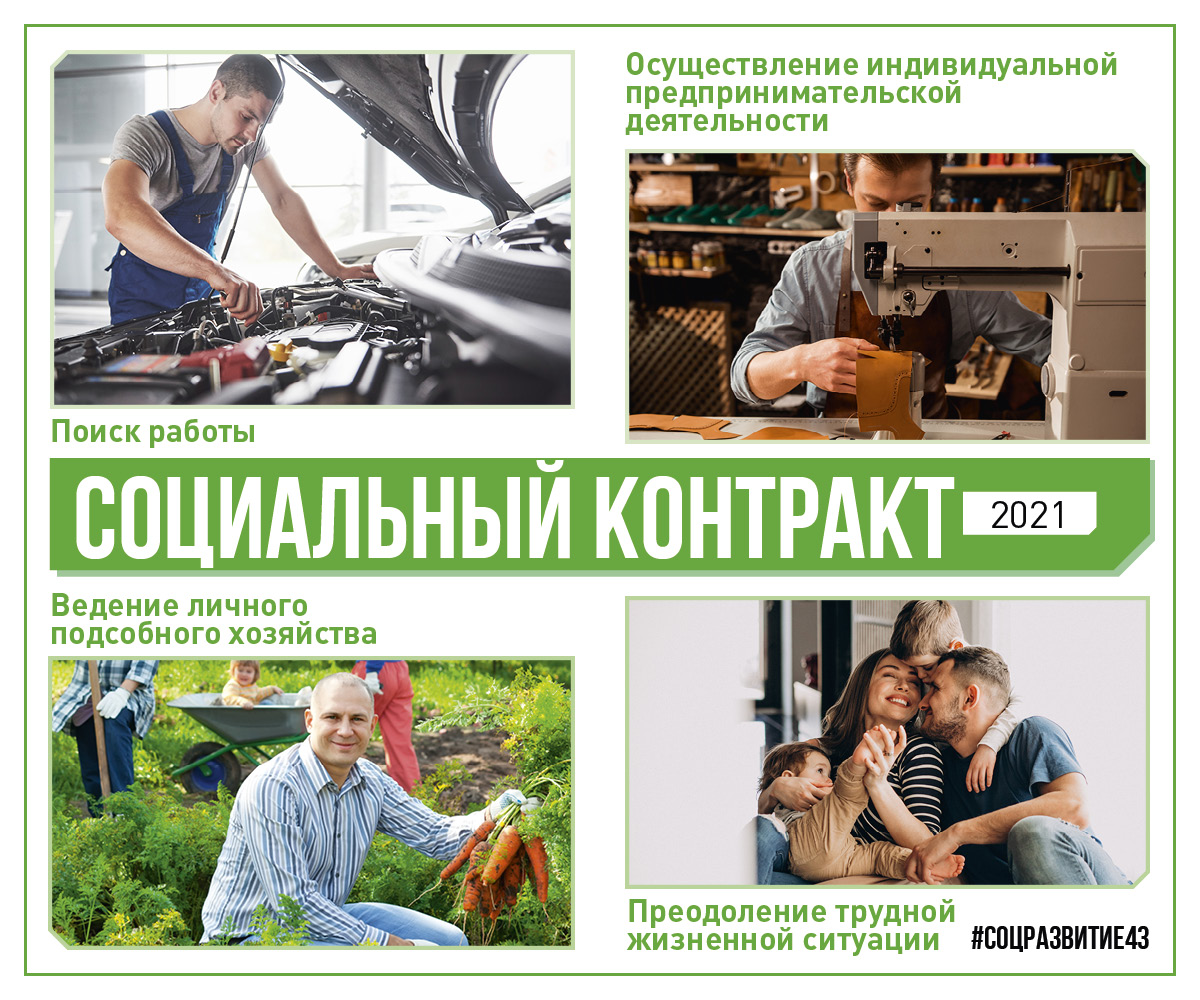 Осуществление индивидуальной
предпринимательской
деятельности
Поиск работы
СОЦИАЛЬНЫЙ КОНТРАКТ 2021
Ведение личного
подсобного хозяйства
Преодоление трудной
жизненной ситуации
#СОЦРАЗВИТИЕ43